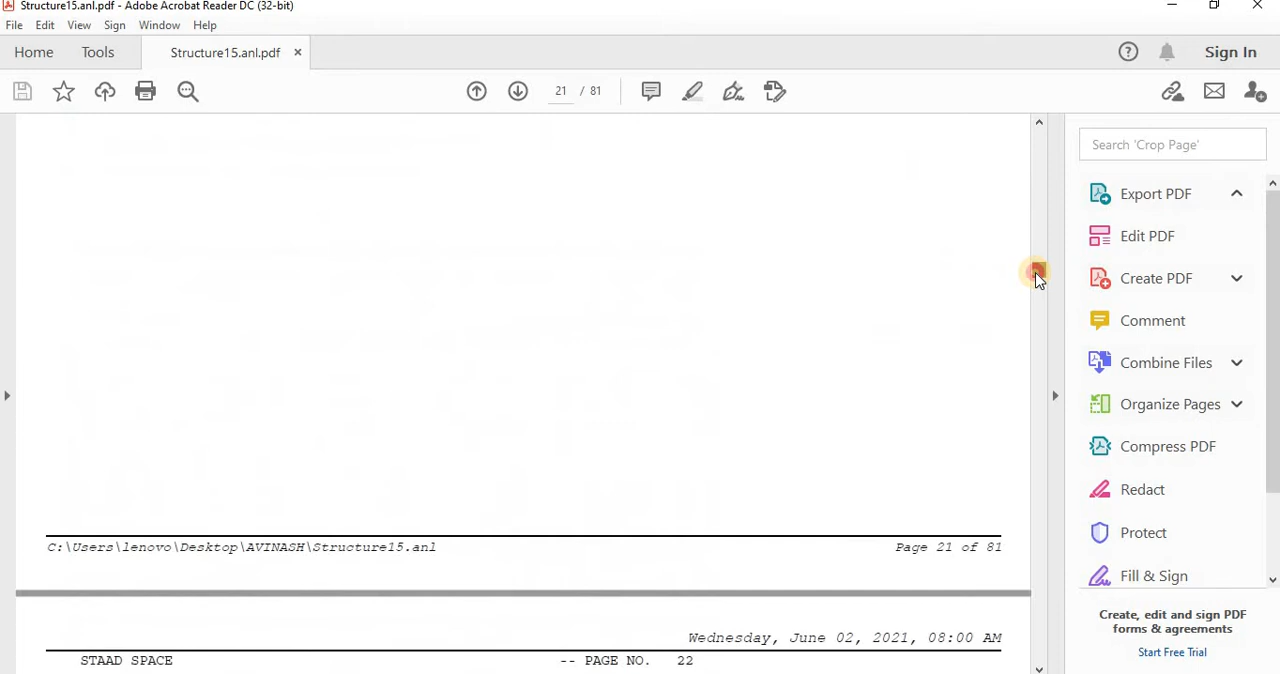 Structure15.anl.pdf - Adobe Acrobat Reader DC (32-bit)
File Edit View Sign Window Help
Home Tools Structure15.anl.pdf × Sign In
21 / 81
Search 'Crop Page'
Export PDF
Edit PDF
Create PDF
Comment
Combine Files
Organize Pages
Compress PDF
Redact
Protect
Fill & Sign
C:\Users\lenovo\Desktop\AVINASH\Structure15.anl Page 21 of 81
Create, edit and sign PDF
forms & agreements
Start Free Trial
Wednesday, June 02, 2021, 08:00 AM
STAAD SPACE -- PAGE NO. 22